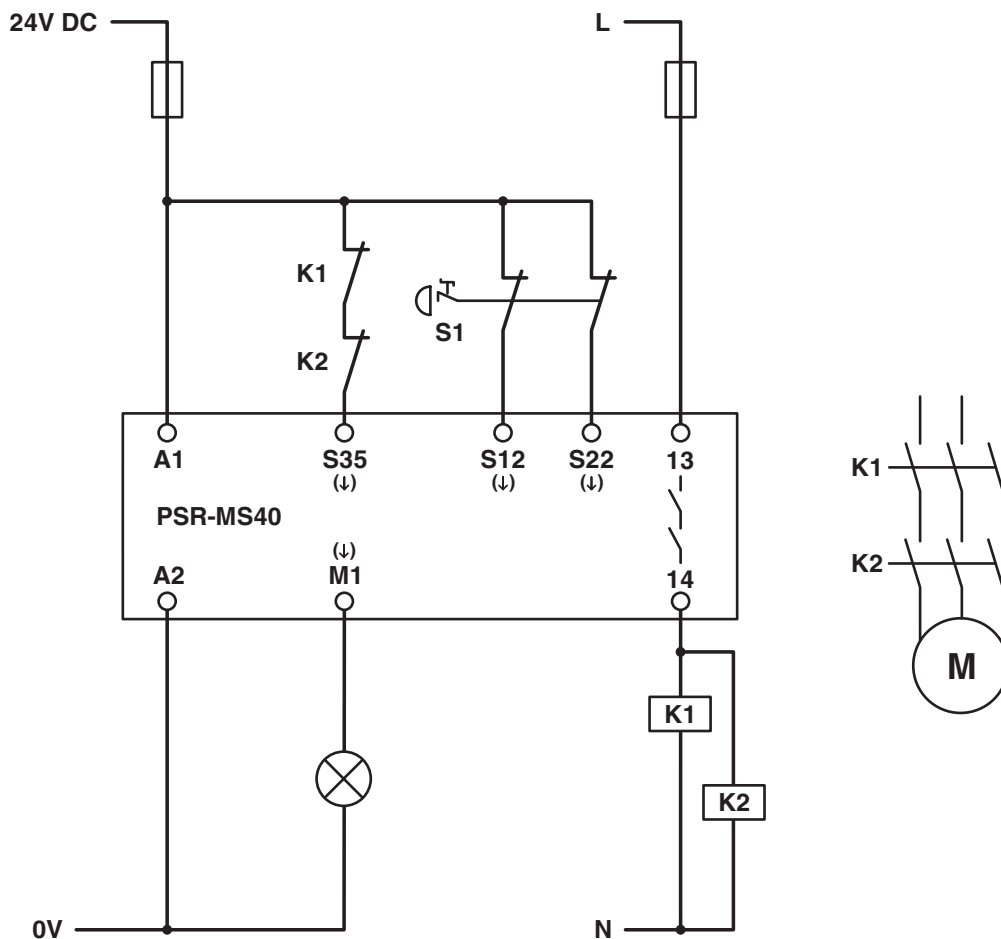 24V DC
L
K1
S1
K2
A1
S35
(↓)
S12
(↓)
S22
(↓)
13
PSR-MS40
(↓)
A2
M1
14
K1
K2
K1
K2
M
0V
N